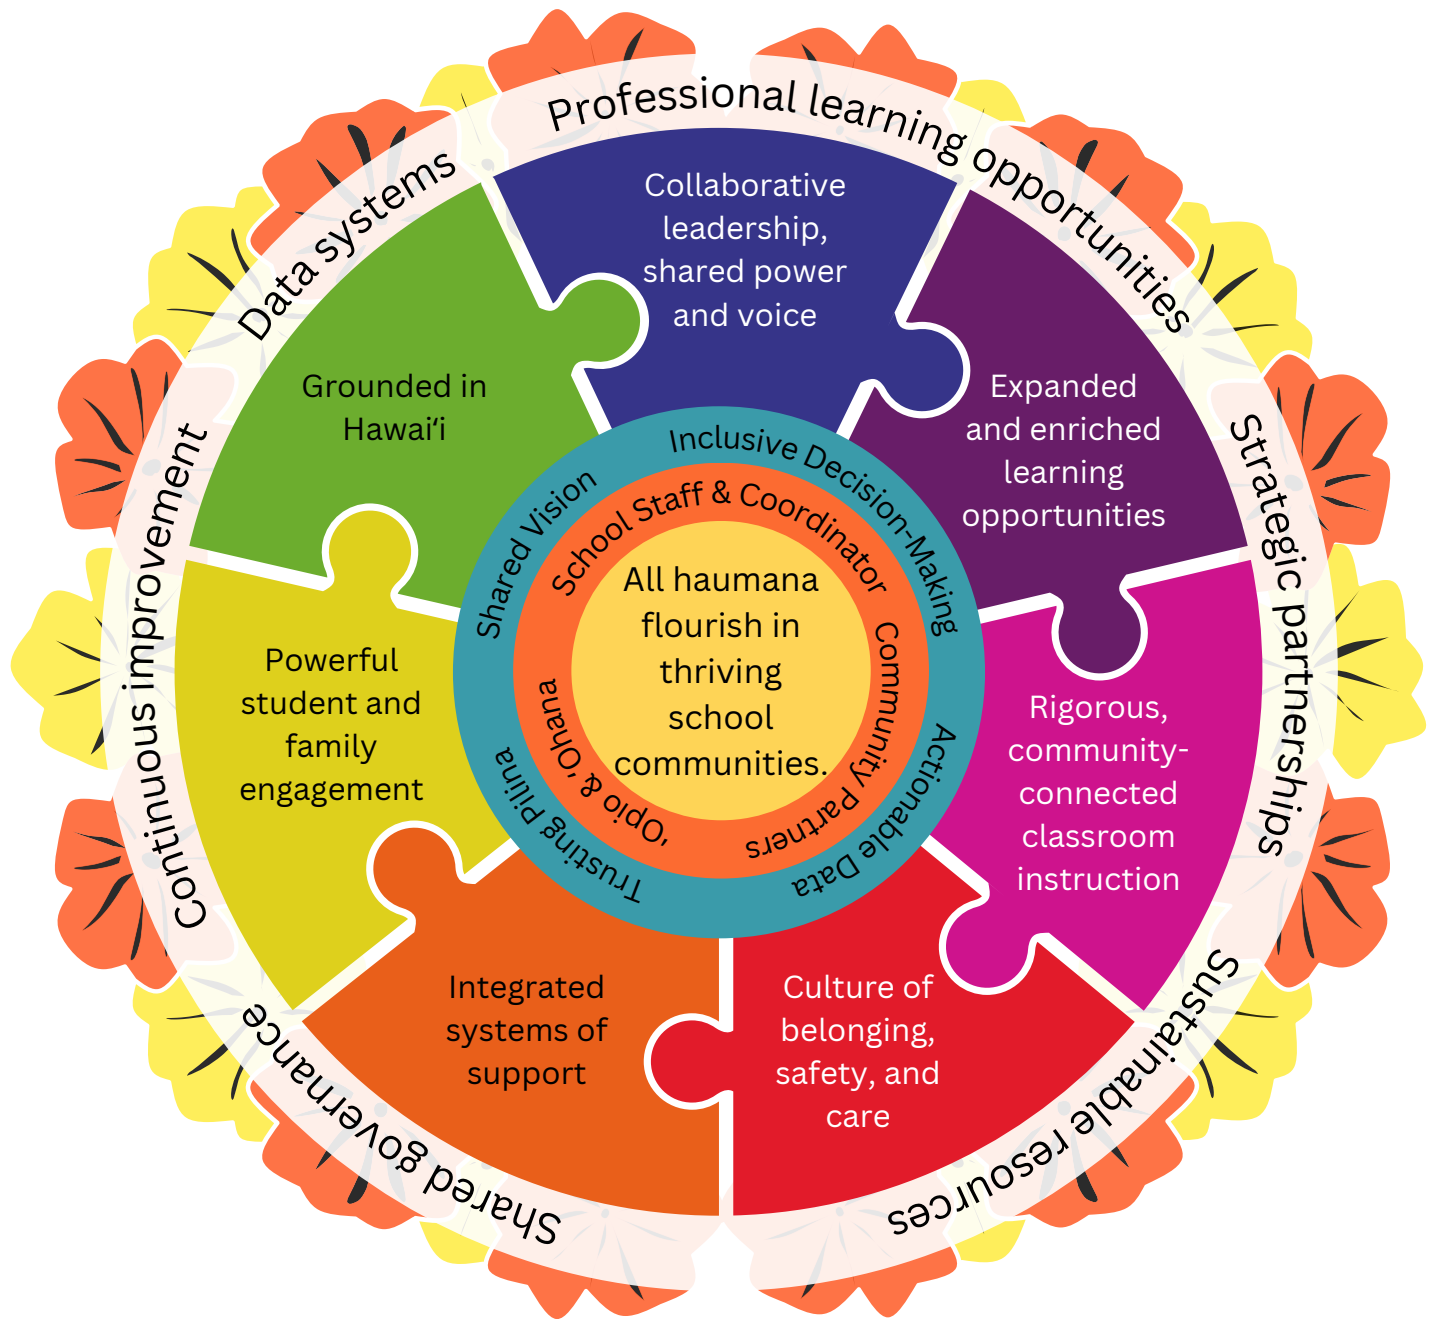 Professional learning opportunities
Strategic partnerships
Sustainable resources
Shared governance
Continuous improvement
Data systems
Collaborative
leadership,
shared power
and voice
Expanded
and enriched
learning
opportunities
Rigorous,
community-
connected
classroom
instruction
Culture of
belonging,
safety, and
care
Integrated
systems of
support
Powerful
student and
family
engagement
Grounded in
Hawaiʻi
Inclusive Decision-Making
Actionable Data
Trusting Pilina
Shared Vision
School Staff & Coordinator
Community Partners
ʻOpio & ʻOhana
All haumana
flourish in
thriving
school
communities.